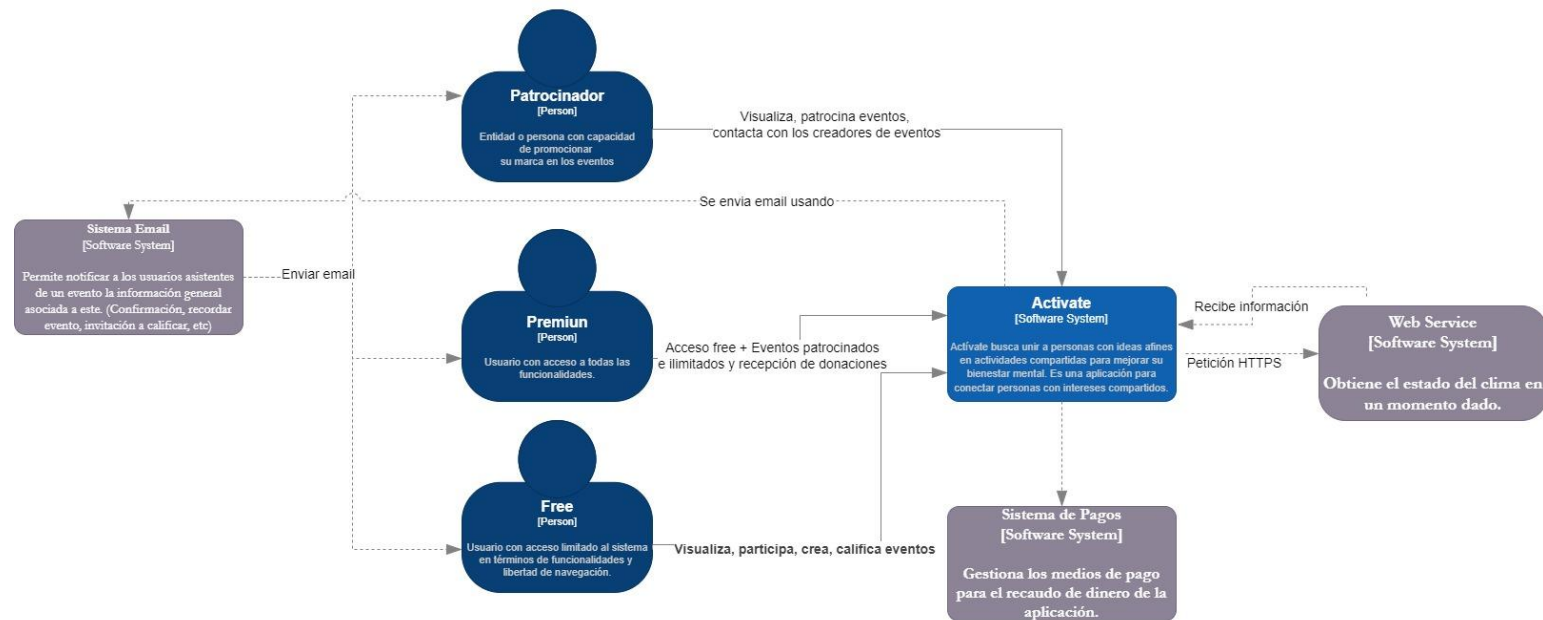 Patrocinador
[Person]
Entidad o persona con capacidad
de promocionar
su marca en los eventos
Visualiza, patrocina eventos,
contacta con los creadores de eventos
Se envia email usando
Sistema Email
[Software System]
Permite notificar a los usuarios asistentes
de un evento la información general
asociada a este. (Confirmación, recordar
evento, invitación a calificar, etc)
Enviar email
Premiun
[Person]
Usuario con acceso a todas las
funcionalidades.
Acceso free + Eventos patrocinados
e ilimitados y recepción de donaciones
Actívate
[Software System]
Actívate busca unir a personas con ideas afines
en actividades compartidas para mejorar su
bienestar mental. Es una aplicación para
conectar personas con intereses compartidos.
Recibe información
Petición HTTPS
Web Service
[Software System]
Obtiene el estado del clima en
un momento dado.
Free
[Person]
Usuario con acceso limitado al sistema
en términos de funcionalidades y
libertad de navegación.
Visualiza, participa, crea, califica eventos
Sistema de Pagos
[Software System]
Gestiona los medios de pago
para el recaudo de dinero de la
aplicación.